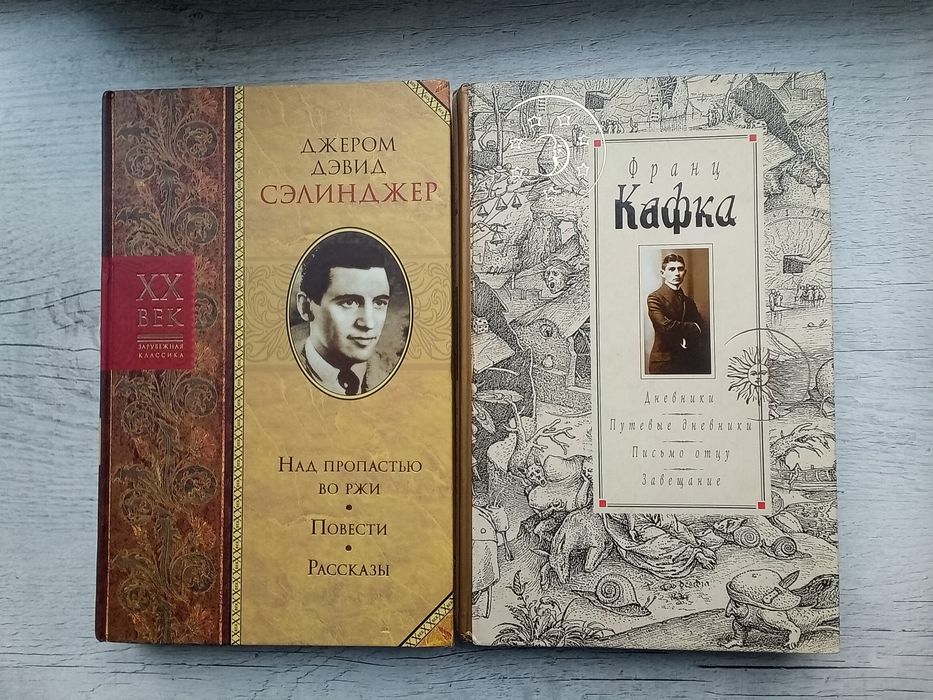 ДЖЕРОМ
ДЭВИД
СЭЛИНДЖЕР
XX
ВЕК
ЗАРУБЕЖНАЯ
КЛАССИКА
НАД ПРОПАСТЬЮ
ВО РЖИ
•
ПОВЕСТИ
•
РАССКАЗЫ
Франц
Кафка
Дневники
Путевые дневники
Письмо отцу
Завещание